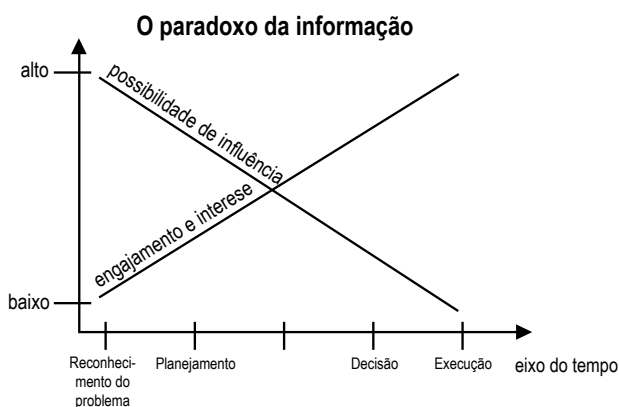 O paradoxo da informação
alto
possibilidade de influência
engajamento e interese
baixo
Reconheci-
mento do
problema
Planejamento
Decisão
Execução
eixo do tempo